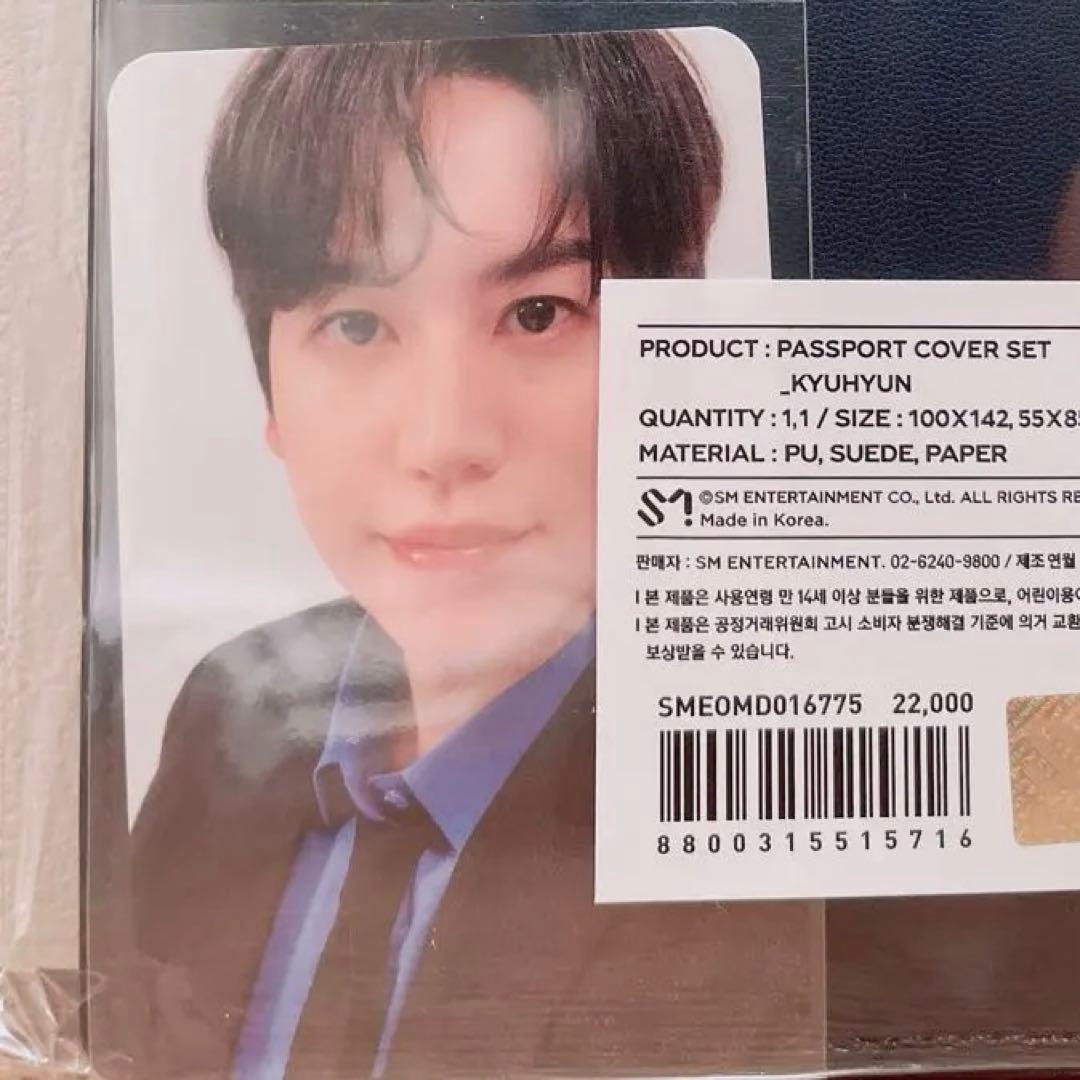 PRODUCT : PASSPORT COVER SET
_KYUHYUN
QUANTITY : 1,1 / SIZE : 100X142, 55X8
MATERIAL : PU, SUEDE, PAPER
SM
©SM ENTERTAINMENT CO., Ltd. ALL RIGHTS RE
Made in Korea.
판매자 : SM ENTERTAINMENT. 02-6240-9800 / 제조연월
| 본 제품은 사용연령 만 14세 이상 분들을 위한 제품으로, 어린이용
| 본 제품은 공정거래위원회 고시 소비자 분쟁해결 기준에 의거 교환
보상받을 수 있습니다.
SMEOMD016775 22,000
8800315515716